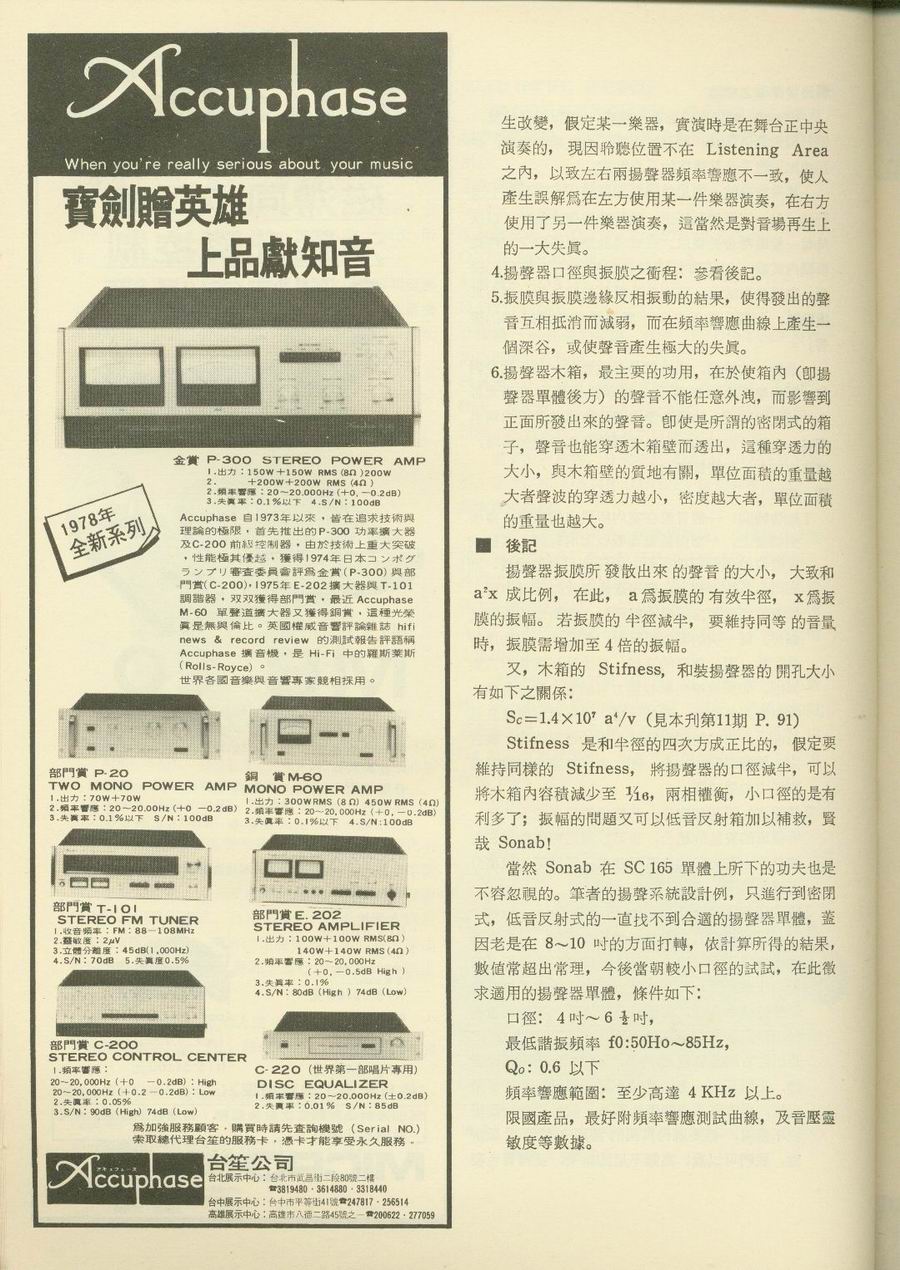 Accuphase
When you're really serious about your music
寶劍贈英雄
上品獻知音
金賞 P-300 STEREO POWER AMP
1.出力：150W+150W RMS (8Ω)200W
2. +200W+200W RMS (4Ω)
2.頻率響應：20～20.000Hz (+0, －0.2dB)
3.失眞率：0.1%以下 4.S/N：100dB
1978年
全新系列
Accuphase 自1973年以來，皆在追求技術與
理論的極限，首先推出的P-300 功率擴大器
及C-200 前級控制器，由於技術上重大突破
，性能極其優越，獲得1974年日本コンポグ
ランプリ審查委員會評爲金賞(P-300)與部
門賞(C-200)，1975年E-202擴大器與T-101
調諧器，双双獲得部門賞，最近Accuphase
M-60 單聲道擴大器又獲得銅賞，這種光榮
眞是無與倫比。英國權威音響評論雜誌 hifi
news & record review 的測試報告評語稱
Accuphase 擴音機，是 Hi-Fi 中的羅斯萊斯
(Rolls-Royce)。
世界各國音樂與音響專家競相採用。
部門賞 P-20
TWO MONO POWER AMP
1.出力：70W+70W
2.頻率響應：20～20.00Hz (+0 －0.2dB)
3.失眞率：0.1%以下 S/N：100dB
銅 賞 M-60
MONO POWER AMP
1.出力：300WRMS (8Ω) 450W RMS (4Ω)
2.頻率響應：20～20,000Hz (+0, －0.2dB)
3.失眞率：0.1%以下 4.S/N:100dB
部門賞 T-101
STEREO FM TUNER
1.收音頻率：FM：88－108MHz
2.靈敏度：2μV
3.立體分離度：45dB(1,000Hz)
4.S/N：70dB 5.失眞度0.5%
部門賞 E. 202
STEREO AMPLIFIER
1.出力：100W+100W RMS(8Ω)
140W+140W RMS(4Ω)
2.頻率響應：20～20,000Hz
(+0, －0.5dB High)
3.失眞率：0.1%
4.S/N：80dB (High) 74dB (Low)
部門賞 C-200
STEREO CONTROL CENTER
1.頻率響應：
20～20,000Hz (+0 －0.2dB)：High
20～20,000Hz (+0.2－0.2dB)：Low
2.失眞率：0.05%
3.S/N：90dB (High) 74dB (Low)
C-220 (世界第一部唱片專用)
DISC EQUALIZER
1.頻率響應：20～20.000Hz(±0.2dB)
2.失眞率：0.01% S/N：85dB
爲加強服務顧客，購買時請先查詢機號 (Serial NO.)
索取總代理台笙的服務卡，憑卡才能享受永久服務。
アキュフェーズ
Accuphase
台笙公司
台北展示中心：台北市武昌街二段80號二樓
☎3819480．3614880．3318440
台中展示中心：台中市平等街41號☎247817．256514
高雄展示中心：高雄市八德二路45號之一☎200622．277059
生改變，假定某一樂器，實演時是在舞台正中央
演奏的，現因聆聽位置不在 Listening Area
之內，以致左右兩揚聲器頻率響應不一致，使人
產生誤解爲在左方使用某一件樂器演奏，在右方
使用了另一件樂器演奏，這當然是對音場再生上
的一大失眞。
4.揚聲器口徑與振膜之衝程：參看後記。
5.振膜與振膜邊緣反相振動的結果，使得發出的聲
音互相抵消而減弱，而在頻率響應曲線上產生一
個深谷，或使聲音產生極大的失眞。
6.揚聲器木箱，最主要的功用，在於使箱內（卽揚
聲器單體後方）的聲音不能任意外洩，而影響到
正面所發出來的聲音。卽使是所謂的密閉式的箱
子，聲音也能穿透木箱壁而透出，這種穿透力的
大小，與木箱壁的質地有關，單位面積的重量越
大者聲波的穿透力越小，密度越大者，單位面積
的重量也越大。
■ 後記
揚聲器振膜所發散出來的聲音的大小，大致和
a²x 成比例，在此，a爲振膜的有效半徑，x爲振
膜的振幅。若振膜的半徑減半，要維持同等的音量
時，振膜需增加至4倍的振幅。
又，木箱的 Stifness，和裝揚聲器的開孔大小
有如下之關係：
Sc=1.4×10⁷ a⁴/v（見本刊第11期 P. 91）
Stifness 是和半徑的四次方成正比的，假定要
維持同樣的 Stifness，將揚聲器的口徑減半，可以
將木箱內容積減少至 1/16，兩相權衡，小口徑的是有
利多了；振幅的問題又可以低音反射箱加以補救，賢
哉 Sonab！
當然 Sonab 在 SC 165 單體上所下的功夫也是
不容忽視的。筆者的揚聲系統設計例，只進行到密閉
式，低音反射式的一直找不到合適的揚聲器單體，蓋
因老是在 8～10 吋的方面打轉，依計算所得的結果，
數值常超出常理，今後當朝較小口徑的試試，在此徵
求適用的揚聲器單體，條件如下：
口徑：4吋～6½吋，
最低諧振頻率 f0:50Ho～85Hz，
Qo：0.6 以下
頻率響應範圍：至少高達 4 KHz 以上。
限國產品，最好附頻率響應測試曲線，及音壓靈
敏度等數據。